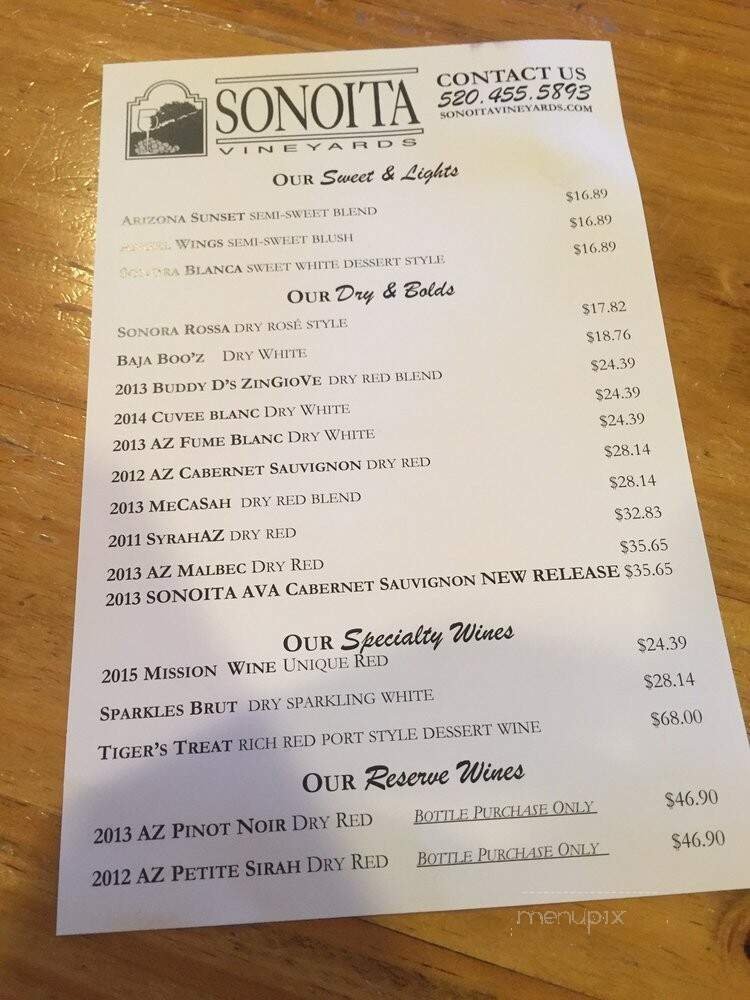 SONOITA
VINEYARDS
CONTACT US
520.455.5893
SONOITAVINEYARDS.COM
OUR Sweet & Lights
ARIZONA SUNSET SEMI-SWEET BLEND $16.89
WINGS SEMI-SWEET BLUSH $16.89
SONORA BLANCA SWEET WHITE DESSERT STYLE $16.89
OUR Dry & Bolds
SONORA ROSSA DRY ROSÉ STYLE $17.82
BAJA BOO'Z DRY WHITE $18.76
2013 BUDDY D'S ZINGIOVE DRY RED BLEND $24.39
2014 CUVEE BLANC DRY WHITE $24.39
2013 AZ FUME BLANC DRY WHITE $24.39
2012 AZ CABERNET SAUVIGNON DRY RED $28.14
2013 MECASAH DRY RED BLEND $28.14
2011 SYRAHAZ DRY RED $32.83
2013 AZ MALBEC DRY RED $35.65
2013 SONOITA AVA CABERNET SAUVIGNON NEW RELEASE $35.65
OUR Specialty Wines
2015 MISSION WINE UNIQUE RED $24.39
SPARKLES BRUT DRY SPARKLING WHITE $28.14
TIGER'S TREAT RICH RED PORT STYLE DESSERT WINE $68.00
OUR Reserve Wines
2013 AZ PINOT NOIR DRY RED BOTTLE PURCHASE ONLY $46.90
2012 AZ PETITE SIRAH DRY RED BOTTLE PURCHASE ONLY $46.90
menupix